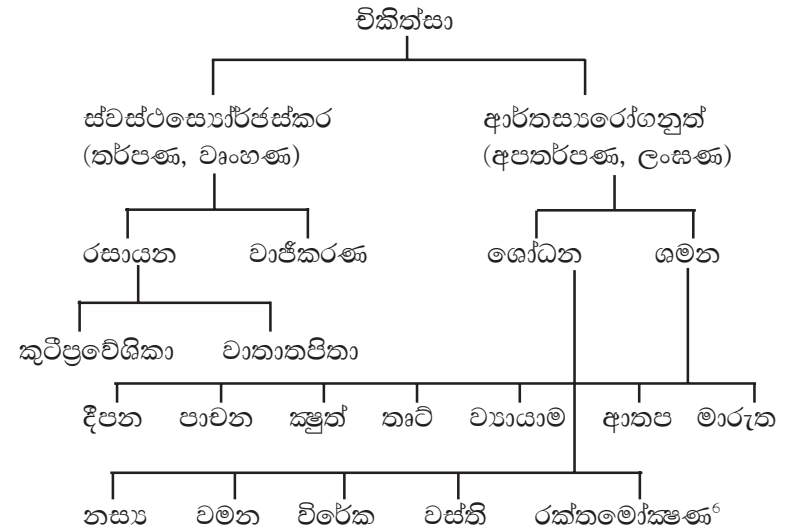 චිකිත්සා
ස්වස්ථස්‍යෝර්ජස්කර ආර්තස්‍යරෝගනුත්
(තර්පණ, වෘංහණ) (අපතර්පණ, ලංඝණ)
රසායන වාජීකරණ ශෝධන ශමන
කුටීප්‍රවේශිකා වාතාතපිතා
දීපන පාචන ක්‍ෂුත් තෘට් ව්‍යායාම ආතප මාරුත
නස්‍ය වමන විරේක වස්ති රක්තමෝක්‍ෂණ⁶